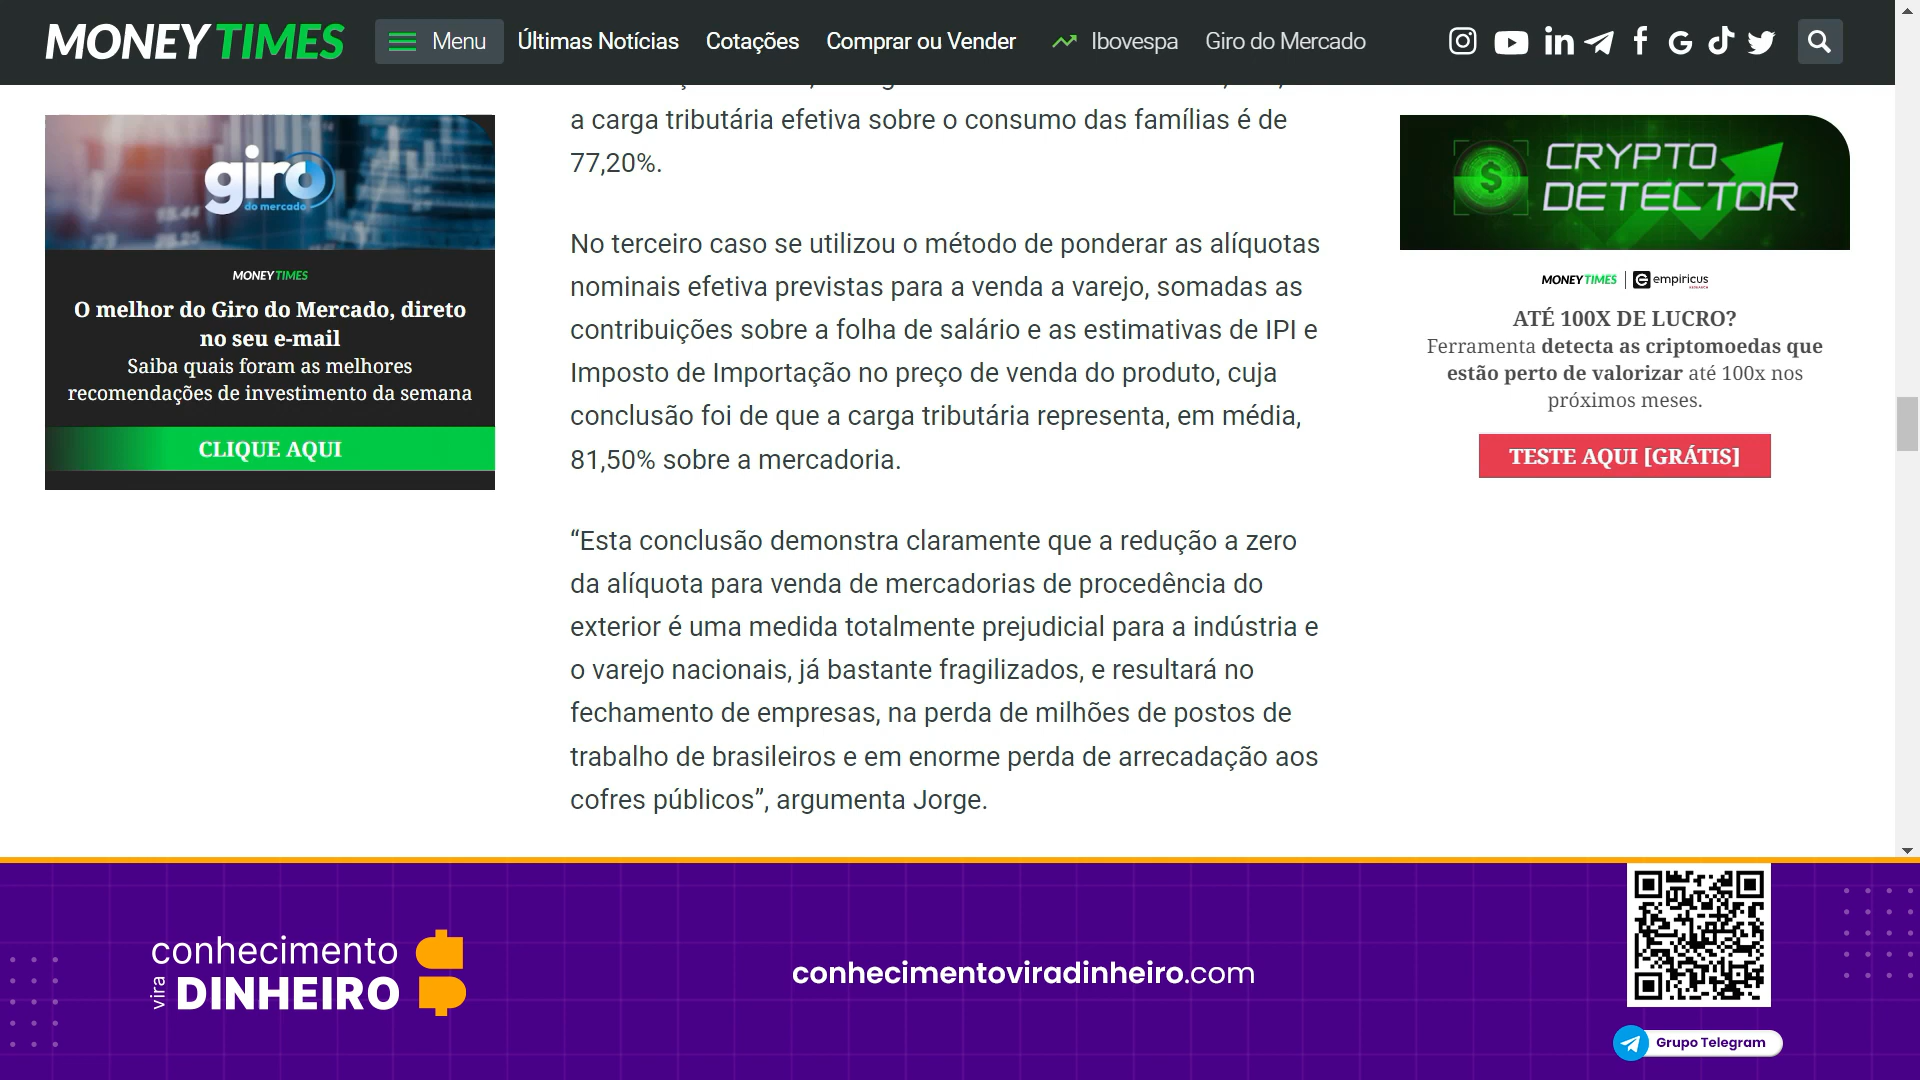 MONEY TIMES
Menu
Últimas Notícias
Cotações
Comprar ou Vender
Ibovespa
Giro do Mercado
giro
do mercado
MONEY TIMES
O melhor do Giro do Mercado, direto
no seu e-mail
Saiba quais foram as melhores
recomendações de investimento da semana
CLIQUE AQUI
a carga tributária efetiva sobre o consumo das famílias é de
77,20%.
No terceiro caso se utilizou o método de ponderar as alíquotas
nominais efetiva previstas para a venda a varejo, somadas as
contribuições sobre a folha de salário e as estimativas de IPI e
Imposto de Importação no preço de venda do produto, cuja
conclusão foi de que a carga tributária representa, em média,
81,50% sobre a mercadoria.
“Esta conclusão demonstra claramente que a redução a zero
da alíquota para venda de mercadorias de procedência do
exterior é uma medida totalmente prejudicial para a indústria e
o varejo nacionais, já bastante fragilizados, e resultará no
fechamento de empresas, na perda de milhões de postos de
trabalho de brasileiros e em enorme perda de arrecadação aos
cofres públicos”, argumenta Jorge.
CRYPTO
DETECTOR
MONEY TIMES | empiricus
ATÉ 100X DE LUCRO?
Ferramenta detecta as criptomoedas que
estão perto de valorizar até 100x nos
próximos meses.
TESTE AQUI [GRÁTIS]
conhecimento
vira DINHEIRO
conhecimentoviradinheiro.com
Grupo Telegram